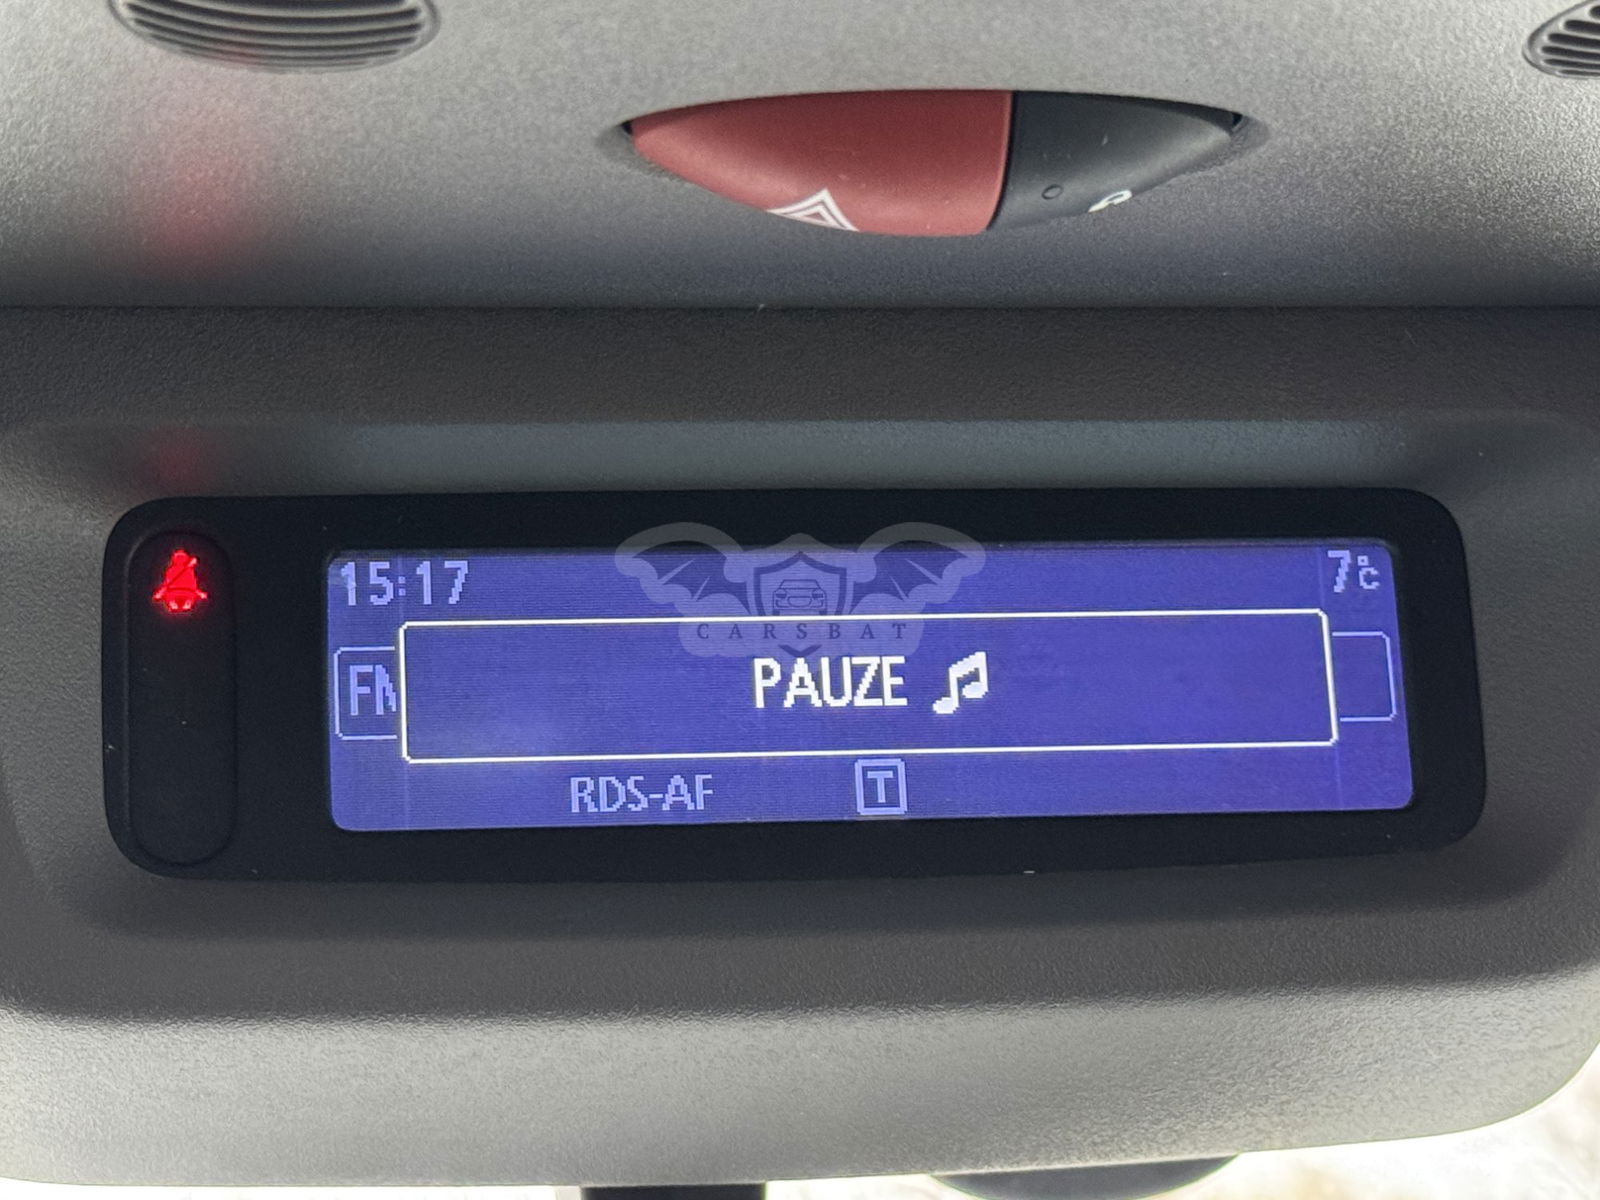 15:17
7°C
CARSBAT
FM
PAUZE
RDS-AF
T